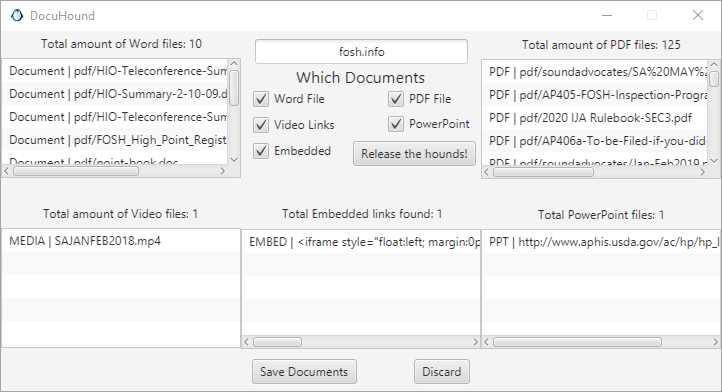 DocuHound
Total amount of Word files: 10
Document | pdf/HIO-Teleconference-Sum
Document | pdf/HIO-Summary-2-10-09.d
Document | pdf/HIO-Teleconference-Sum
Document | pdf/FOSH_High_Point_Regist
Document | pdf/point-book.doc
fosh.info
Which Documents
Word File
PDF File
Video Links
PowerPoint
Embedded
Release the hounds!
Total amount of PDF files: 125
PDF | pdf/soundadvocates/SA%20MAY%2
PDF | pdf/AP405-FOSH-Inspection-Progra
PDF | pdf/2020 IJA Rulebook-SEC3.pdf
PDF | pdf/AP406a-To-be-Filed-if-you-did-
PDF | pdf/soundadvocates/Jan-Feb2019.p
Total amount of Video files: 1
MEDIA | SAJANFEB2018.mp4
Total Embedded links found: 1
EMBED | <iframe style="float:left; margin:0p
Total PowerPoint files: 1
PPT | http://www.aphis.usda.gov/ac/hp/hp_l
Save Documents
Discard